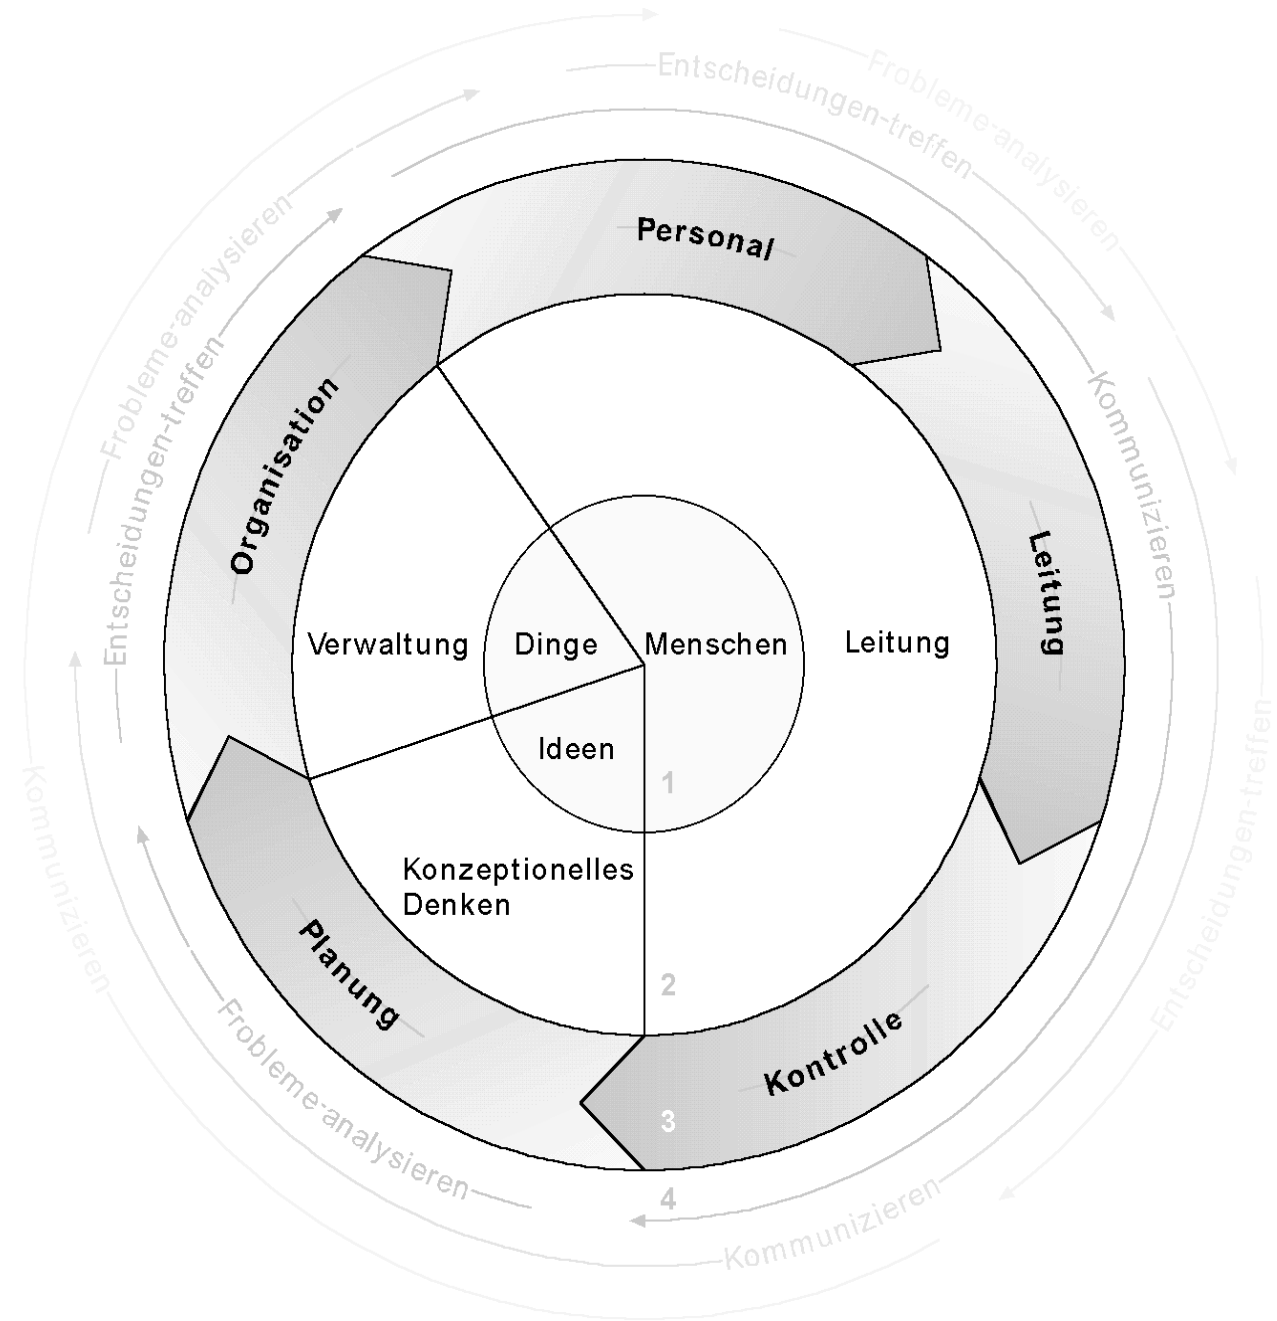 Frobleme-analysieren
Entscheidungen-treffen
Personal
Frobleme-analysieren
Entscheidungen-treffen
Organisation
Kommunizieren
Leitung
Verwaltung
Dinge
Menschen
Leitung
Ideen
1
Konzeptionelles
Denken
2
Planung
Kontrolle
3
4
Frobleme-analysieren
Kommunizieren
Kommunizieren
Entscheidungen-treffen